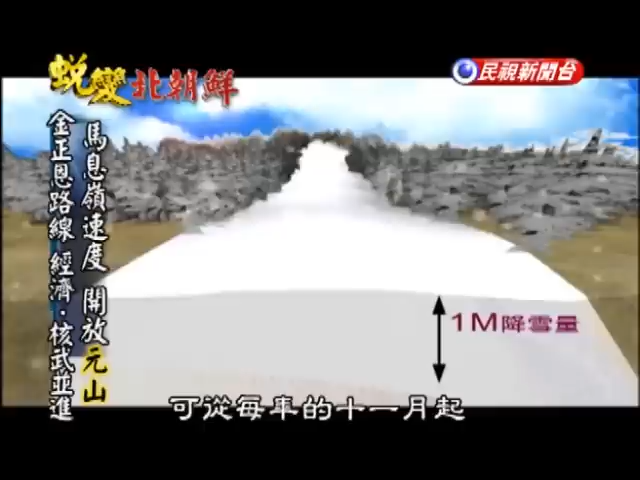 蛻變北朝鮮
民視新聞台
馬息嶺速度 開放元山
金正恩路線 經濟·核武並進
1M降雪量
可從每年的十一月起